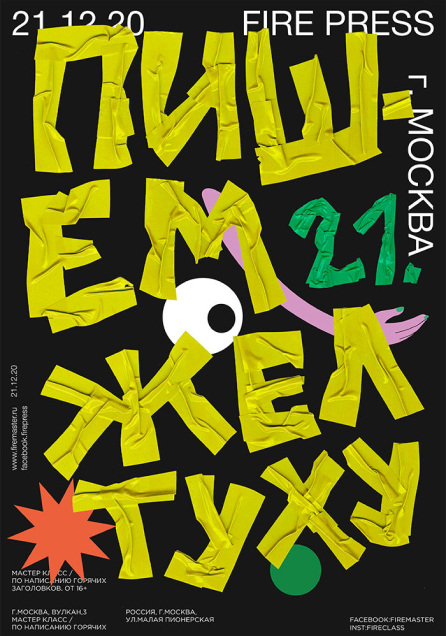 21.12.20
FIRE PRESS
Г. МОСКВА
ПИШ-
ЕМ
21.
ЖЕЛ
ТУХУ
www.firemaster.ru 21.12.20
facebook.firepress
МАСТЕР КЛАСС /
ПО НАПИСАНИЮ ГОРЯЧИХ
ЗАГОЛОВКОВ, ОТ 16+
Г.МОСКВА, ВУЛКАН,3
МАСТЕР КЛАСС /
ПО НАПИСАНИЮ ГОРЯЧИХ
РОССИЯ, Г.МОСКВА,
УЛ.МАЛАЯ ПИОНЕРСКАЯ
FACEBOOK:FIREMASTER
INST:FIRECLASS